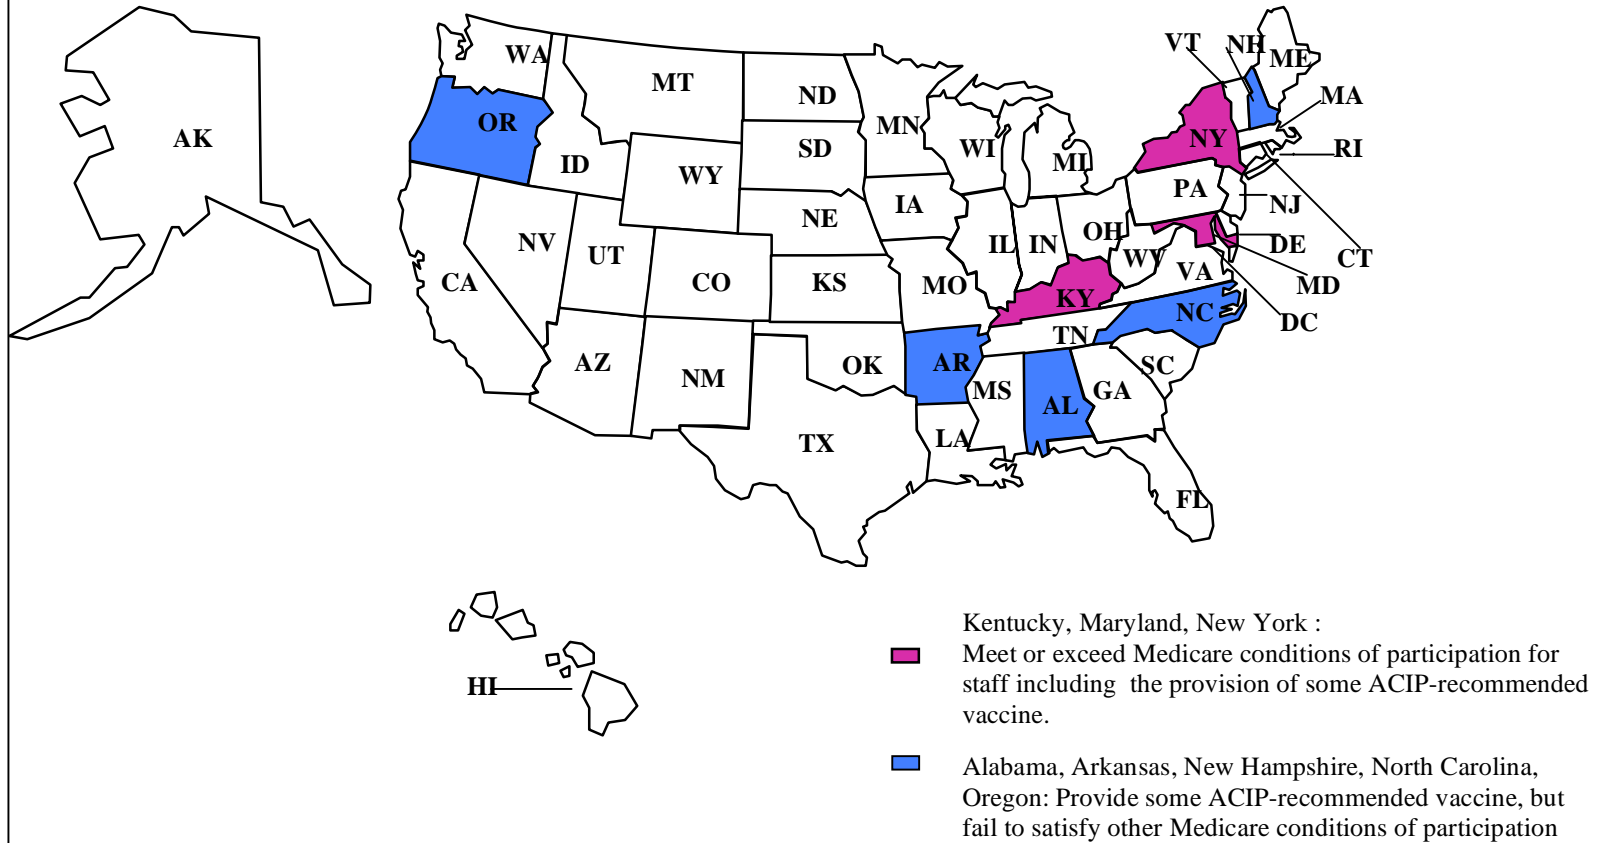 VT NH ME
WA
MT
ND
MA
OR
MN
AK
NY
SD
WI
MI
RI
ID
WY
PA
IA
NJ
NE
OH
NV
IL IN
DE
UT
WV
CT
VA
CA
CO
KS
MO
MD
KY
NC
DC
TN
AZ
OK
AR
SC
NM
MS
GA
AL
TX
LA
FL
HI
Kentucky, Maryland, New York :
Meet or exceed Medicare conditions of participation for
staff including the provision of some ACIP-recommended
vaccine.
Alabama, Arkansas, New Hampshire, North Carolina,
Oregon: Provide some ACIP-recommended vaccine, but
fail to satisfy other Medicare conditions of participation